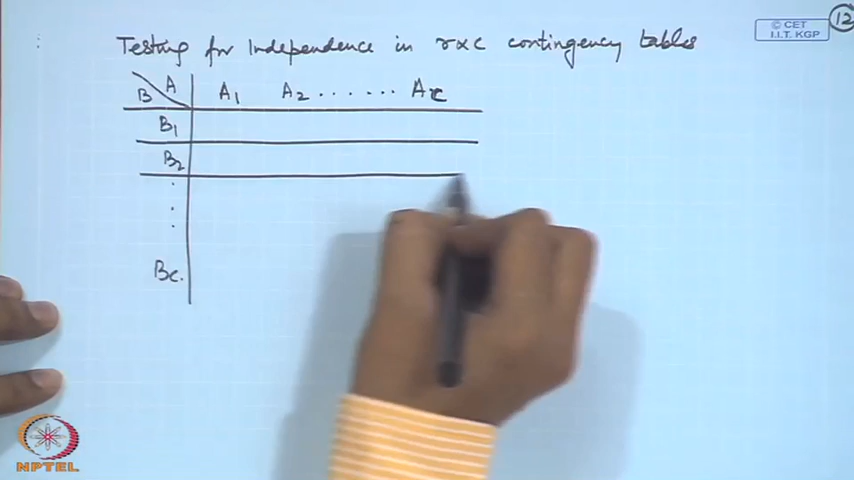 12
© CET
I.I.T. KGP
Testing for Independence in r×c contingency tables
B A A1 A2 ...... Ac
B1
B2
.
.
.
Bc.
NPTEL